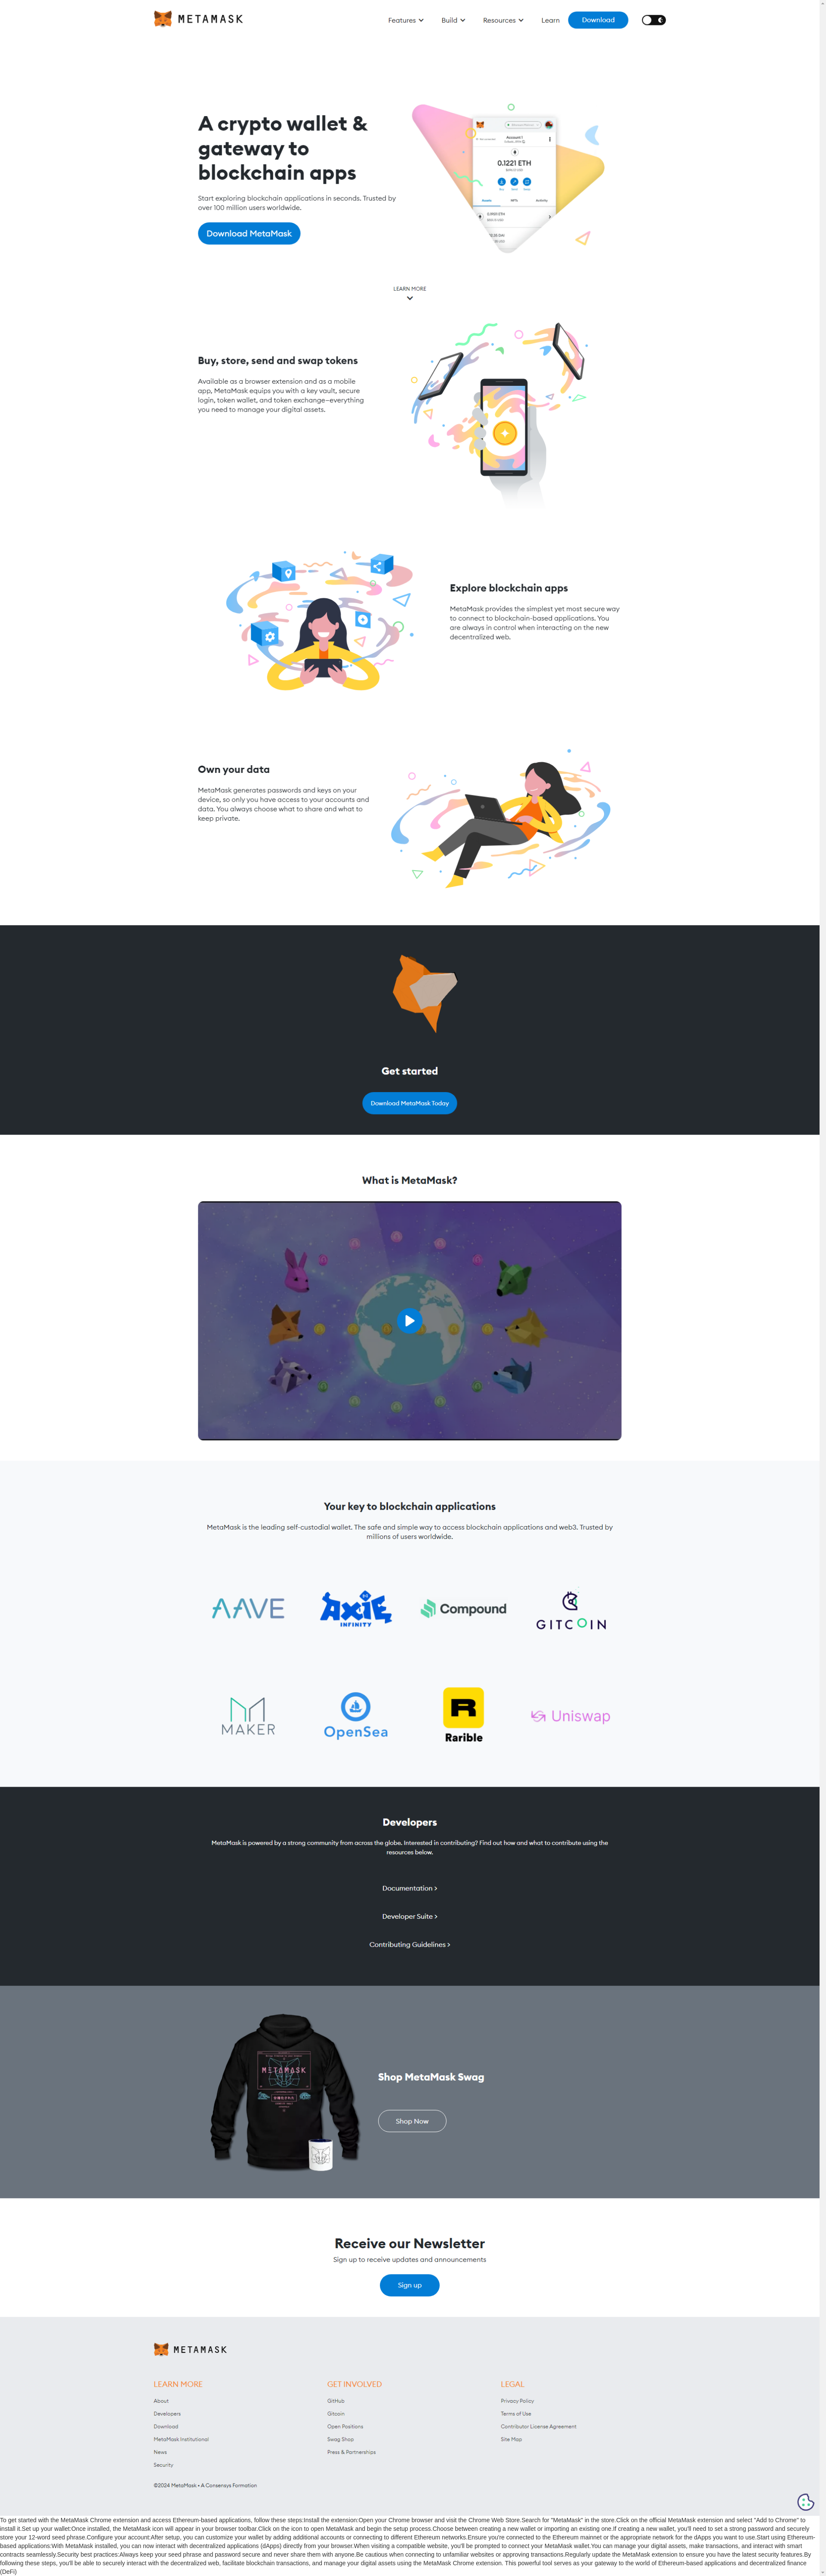 METAMASK
Features
Build
Resources
Learn
Download
A crypto wallet &
gateway to
blockchain apps
Start exploring blockchain applications in seconds. Trusted by
over 100 million users worldwide.
Download MetaMask
Account 1
0.1221 ETH
LEARN MORE
Buy, store, send and swap tokens
Available as a browser extension and as a mobile
app, MetaMask equips you with a key vault, secure
login, token wallet, and token exchange—everything
you need to manage your digital assets.
Explore blockchain apps
MetaMask provides the simplest yet most secure way
to connect to blockchain-based applications. You
are always in control when interacting on the new
decentralized web.
Own your data
MetaMask generates passwords and keys on your
device, so only you have access to your accounts and
data. You always choose what to share and what to
keep private.
Get started
Download MetaMask Today
What is MetaMask?
Your key to blockchain applications
MetaMask is the leading self-custodial wallet. The safe and simple way to access blockchain applications and web3. Trusted by
millions of users worldwide.
AAVE
AXIE
INFINITY
Compound
GITCOIN
MAKER
OpenSea
R
Rarible
Uniswap
Developers
MetaMask is powered by a strong community from across the globe. Interested in contributing? Find out how and what to contribute using the
resources below.
Documentation >
Developer Suite >
Contributing Guidelines >
METAMASK
Shop MetaMask Swag
Shop Now
Receive our Newsletter
Sign up to receive updates and announcements
Sign up
METAMASK
LEARN MORE
About
Developers
Download
MetaMask Institutional
News
Security
GET INVOLVED
GitHub
Gitcoin
Open Positions
Swag Shop
Press & Partnerships
LEGAL
Privacy Policy
Terms of Use
Contributor License Agreement
Site Map
©2024 MetaMask • A Consensys Formation
To get started with the MetaMask Chrome extension and access Ethereum-based applications, follow these steps:Install the extension:Open your Chrome browser and visit the Chrome Web Store.Search for "MetaMask" in the store.Click on the official MetaMask extension and select "Add to Chrome" to
install it.Set up your wallet:Once installed, the MetaMask icon will appear in your browser toolbar.Click on the icon to open MetaMask and begin the setup process.Choose between creating a new wallet or importing an existing one.If creating a new wallet, you'll need to set a strong password and securely
store your 12-word seed phrase.Configure your account:After setup, you can customize your wallet by adding additional accounts or connecting to different Ethereum networks.Ensure you're connected to the Ethereum mainnet or the appropriate network for the dApps you want to use.Start using Ethereum-
based applications:With MetaMask installed, you can now interact with decentralized applications (dApps) directly from your browser.When visiting a compatible website, you'll be prompted to connect your MetaMask wallet.You can manage your digital assets, make transactions, and interact with smart
contracts seamlessly.Security best practices:Always keep your seed phrase and password secure and never share them with anyone.Be cautious when connecting to unfamiliar websites or approving transactions.Regularly update the MetaMask extension to ensure you have the latest security features.By
following these steps, you'll be able to securely interact with the decentralized web, facilitate blockchain transactions, and manage your digital assets using the MetaMask Chrome extension. This powerful tool serves as your gateway to the world of Ethereum-based applications and decentralized finance
(DeFi)